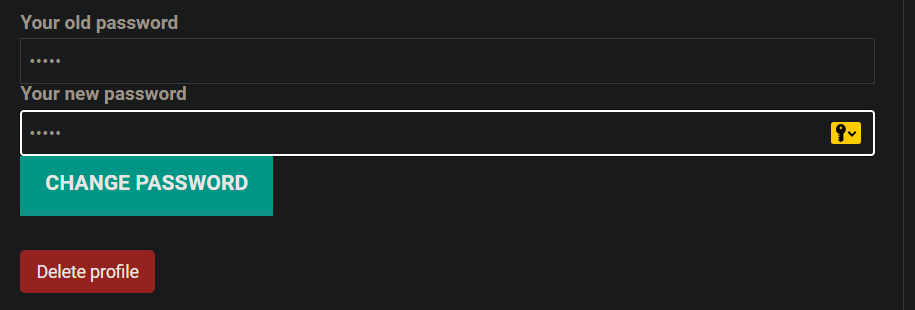 Your old password
•••••
Your new password
•••••
CHANGE PASSWORD
Delete profile